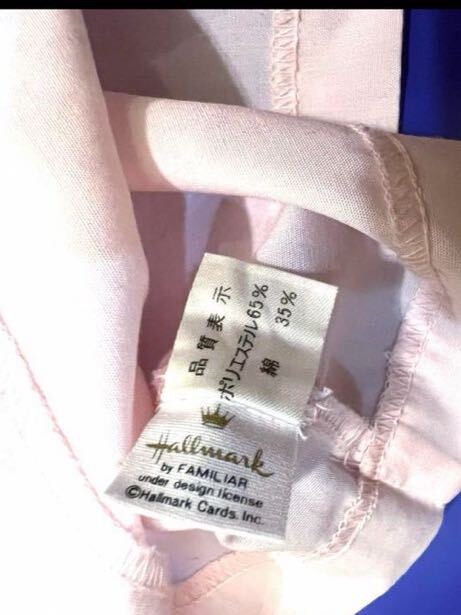 品質表示
ポリエステル65%
綿 35%
Hallmark
by FAMILIAR
under design license
©Hallmark Cards. Inc.